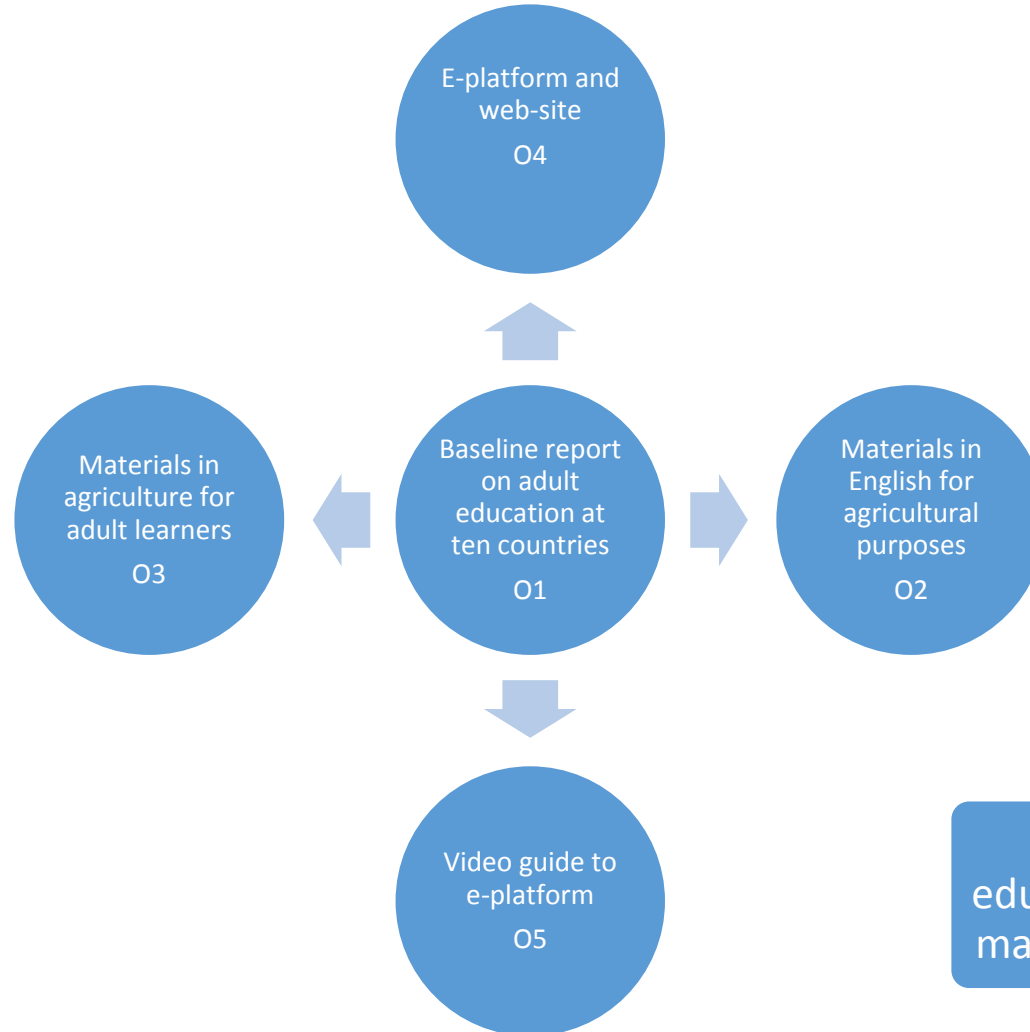 E-platform and
web-site
O4
Materials in
agriculture for
adult learners
O3
Baseline report
on adult
education at
ten countries
O1
Materials in
English for
agricultural
purposes
O2
Video guide to
e-platform
O5